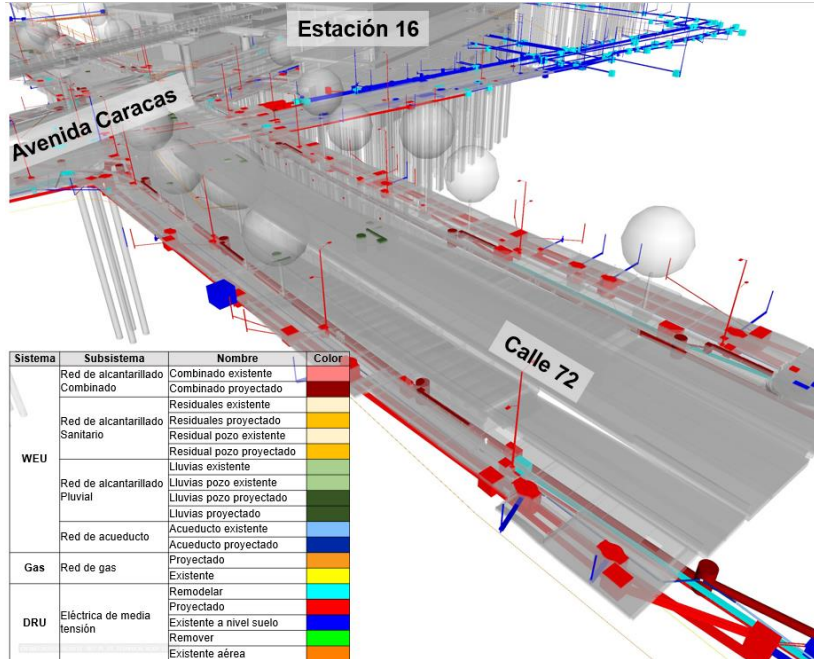 Estación 16
Avenida Caracas
Calle 72
Sistema Subsistema Nombre Color
WEU
Red de alcantarillado
Combinado
Combinado existente
Combinado proyectado
Red de alcantarillado
Sanitario
Residuales existente
Residuales proyectado
Residual pozo existente
Residual pozo proyectado
Red de alcantarillado
Pluvial
Lluvias existente
Lluvias pozo existente
Lluvias pozo proyectado
Lluvias proyectado
Red de acueducto
Acueducto existente
Acueducto proyectado
Gas
Red de gas
Proyectado
Existente
DRU
Eléctrica de media
tensión
Remodelar
Proyectado
Existente a nivel suelo
Remover
Existente aérea